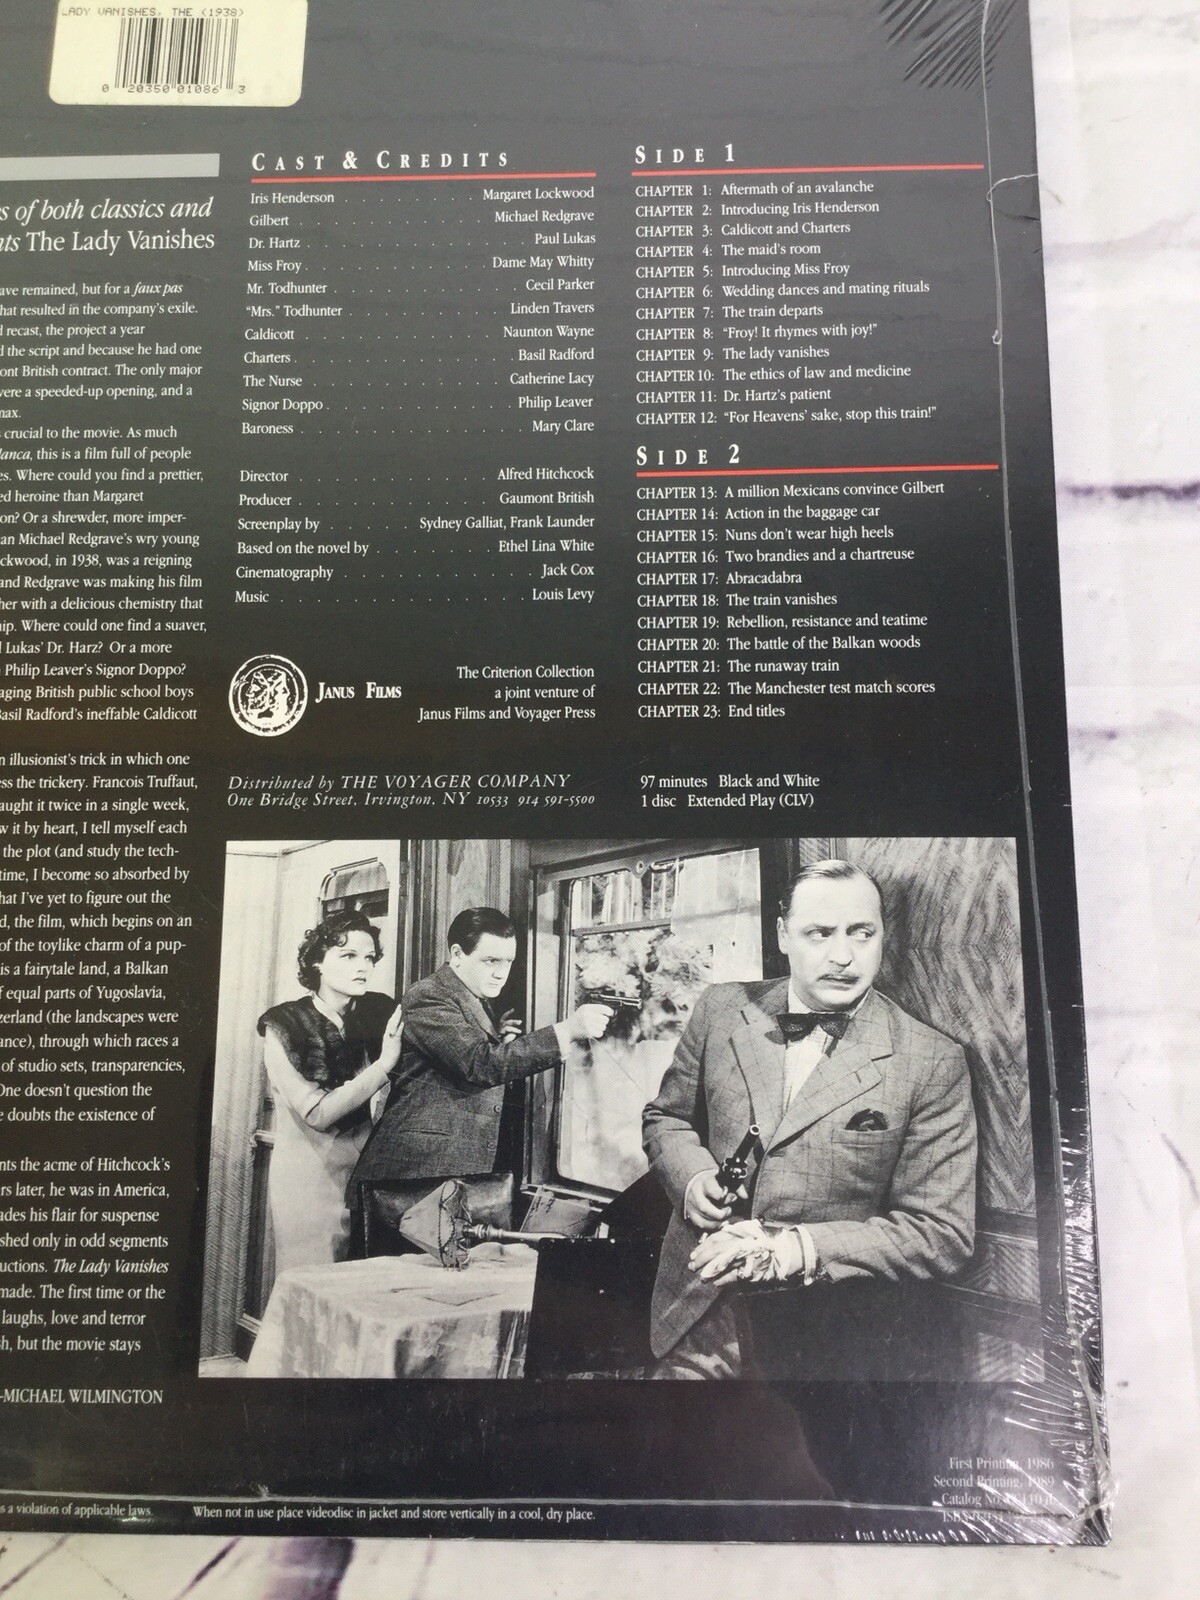 LADY VANISHES, THE (1938)
0 20350 01086 3
s of both classics and
nts The Lady Vanishes
ave remained, but for a faux pas
hat resulted in the company's exile.
recast, the project a year
d the script and because he had one
ont British contract. The only major
were a speeded-up opening, and a
max.
s crucial to the movie. As much
lanca, this is a film full of people
es. Where could you find a prettier,
ed heroine than Margaret
on? Or a shrewder, more imper-
an Michael Redgrave's wry young
ckwood, in 1938, was a reigning
and Redgrave was making his film
her with a delicious chemistry that
ip. Where could one find a suaver,
l Lukas' Dr. Harz? Or a more
Philip Leaver's Signor Doppo?
aging British public school boys
Basil Radford's ineffable Caldicott
n illusionist's trick in which one
ess the trickery. Francois Truffaut,
aught it twice in a single week,
w it by heart, I tell myself each
the plot (and study the tech-
time, I become so absorbed by
hat I've yet to figure out the
d, the film, which begins on an
of the toylike charm of a pup-
is a fairytale land, a Balkan
f equal parts of Yugoslavia,
zerland (the landscapes were
ance), through which races a
of studio sets, transparencies,
One doesn't question the
e doubts the existence of
nts the acme of Hitchcock's
rs later, he was in America,
ades his flair for suspense
shed only in odd segments
uctions. The Lady Vanishes
made. The first time or the
laughs, love and terror
h, but the movie stays
-MICHAEL WILMINGTON
CAST & CREDITS
Iris Henderson . . . . . . . Margaret Lockwood
Gilbert . . . . . . . . . Michael Redgrave
Dr. Hartz . . . . . . . . . . . Paul Lukas
Miss Froy . . . . . . . . . Dame May Whitty
Mr. Todhunter . . . . . . . . . Cecil Parker
"Mrs." Todhunter . . . . . . . . Linden Travers
Caldicott . . . . . . . . . Naunton Wayne
Charters . . . . . . . . . . Basil Radford
The Nurse . . . . . . . . . Catherine Lacy
Signor Doppo . . . . . . . . . Philip Leaver
Baroness . . . . . . . . . . . Mary Clare
Director . . . . . . . . . Alfred Hitchcock
Producer . . . . . . . . . Gaumont British
Screenplay by . . . . . Sydney Galliat, Frank Launder
Based on the novel by . . . . . . . Ethel Lina White
Cinematography . . . . . . . . . . . Jack Cox
Music . . . . . . . . . . . . . Louis Levy
JANUS FILMS
The Criterion Collection
a joint venture of
Janus Films and Voyager Press
Distributed by THE VOYAGER COMPANY
One Bridge Street, Irvington, NY 10533 914 591-5500
SIDE 1
CHAPTER 1: Aftermath of an avalanche
CHAPTER 2: Introducing Iris Henderson
CHAPTER 3: Caldicott and Charters
CHAPTER 4: The maid's room
CHAPTER 5: Introducing Miss Froy
CHAPTER 6: Wedding dances and mating rituals
CHAPTER 7: The train departs
CHAPTER 8: "Froy! It rhymes with joy!"
CHAPTER 9: The lady vanishes
CHAPTER 10: The ethics of law and medicine
CHAPTER 11: Dr. Hartz's patient
CHAPTER 12: "For Heavens' sake, stop this train!"
SIDE 2
CHAPTER 13: A million Mexicans convince Gilbert
CHAPTER 14: Action in the baggage car
CHAPTER 15: Nuns don't wear high heels
CHAPTER 16: Two brandies and a chartreuse
CHAPTER 17: Abracadabra
CHAPTER 18: The train vanishes
CHAPTER 19: Rebellion, resistance and teatime
CHAPTER 20: The battle of the Balkan woods
CHAPTER 21: The runaway train
CHAPTER 22: The Manchester test match scores
CHAPTER 23: End titles
97 minutes Black and White
1 disc Extended Play (CLV)
First Printing, 1986
Second Printing, 1989
Catalog No.
ISBN
s a violation of applicable laws.
When not in use place videodisc in jacket and store vertically in a cool, dry place.